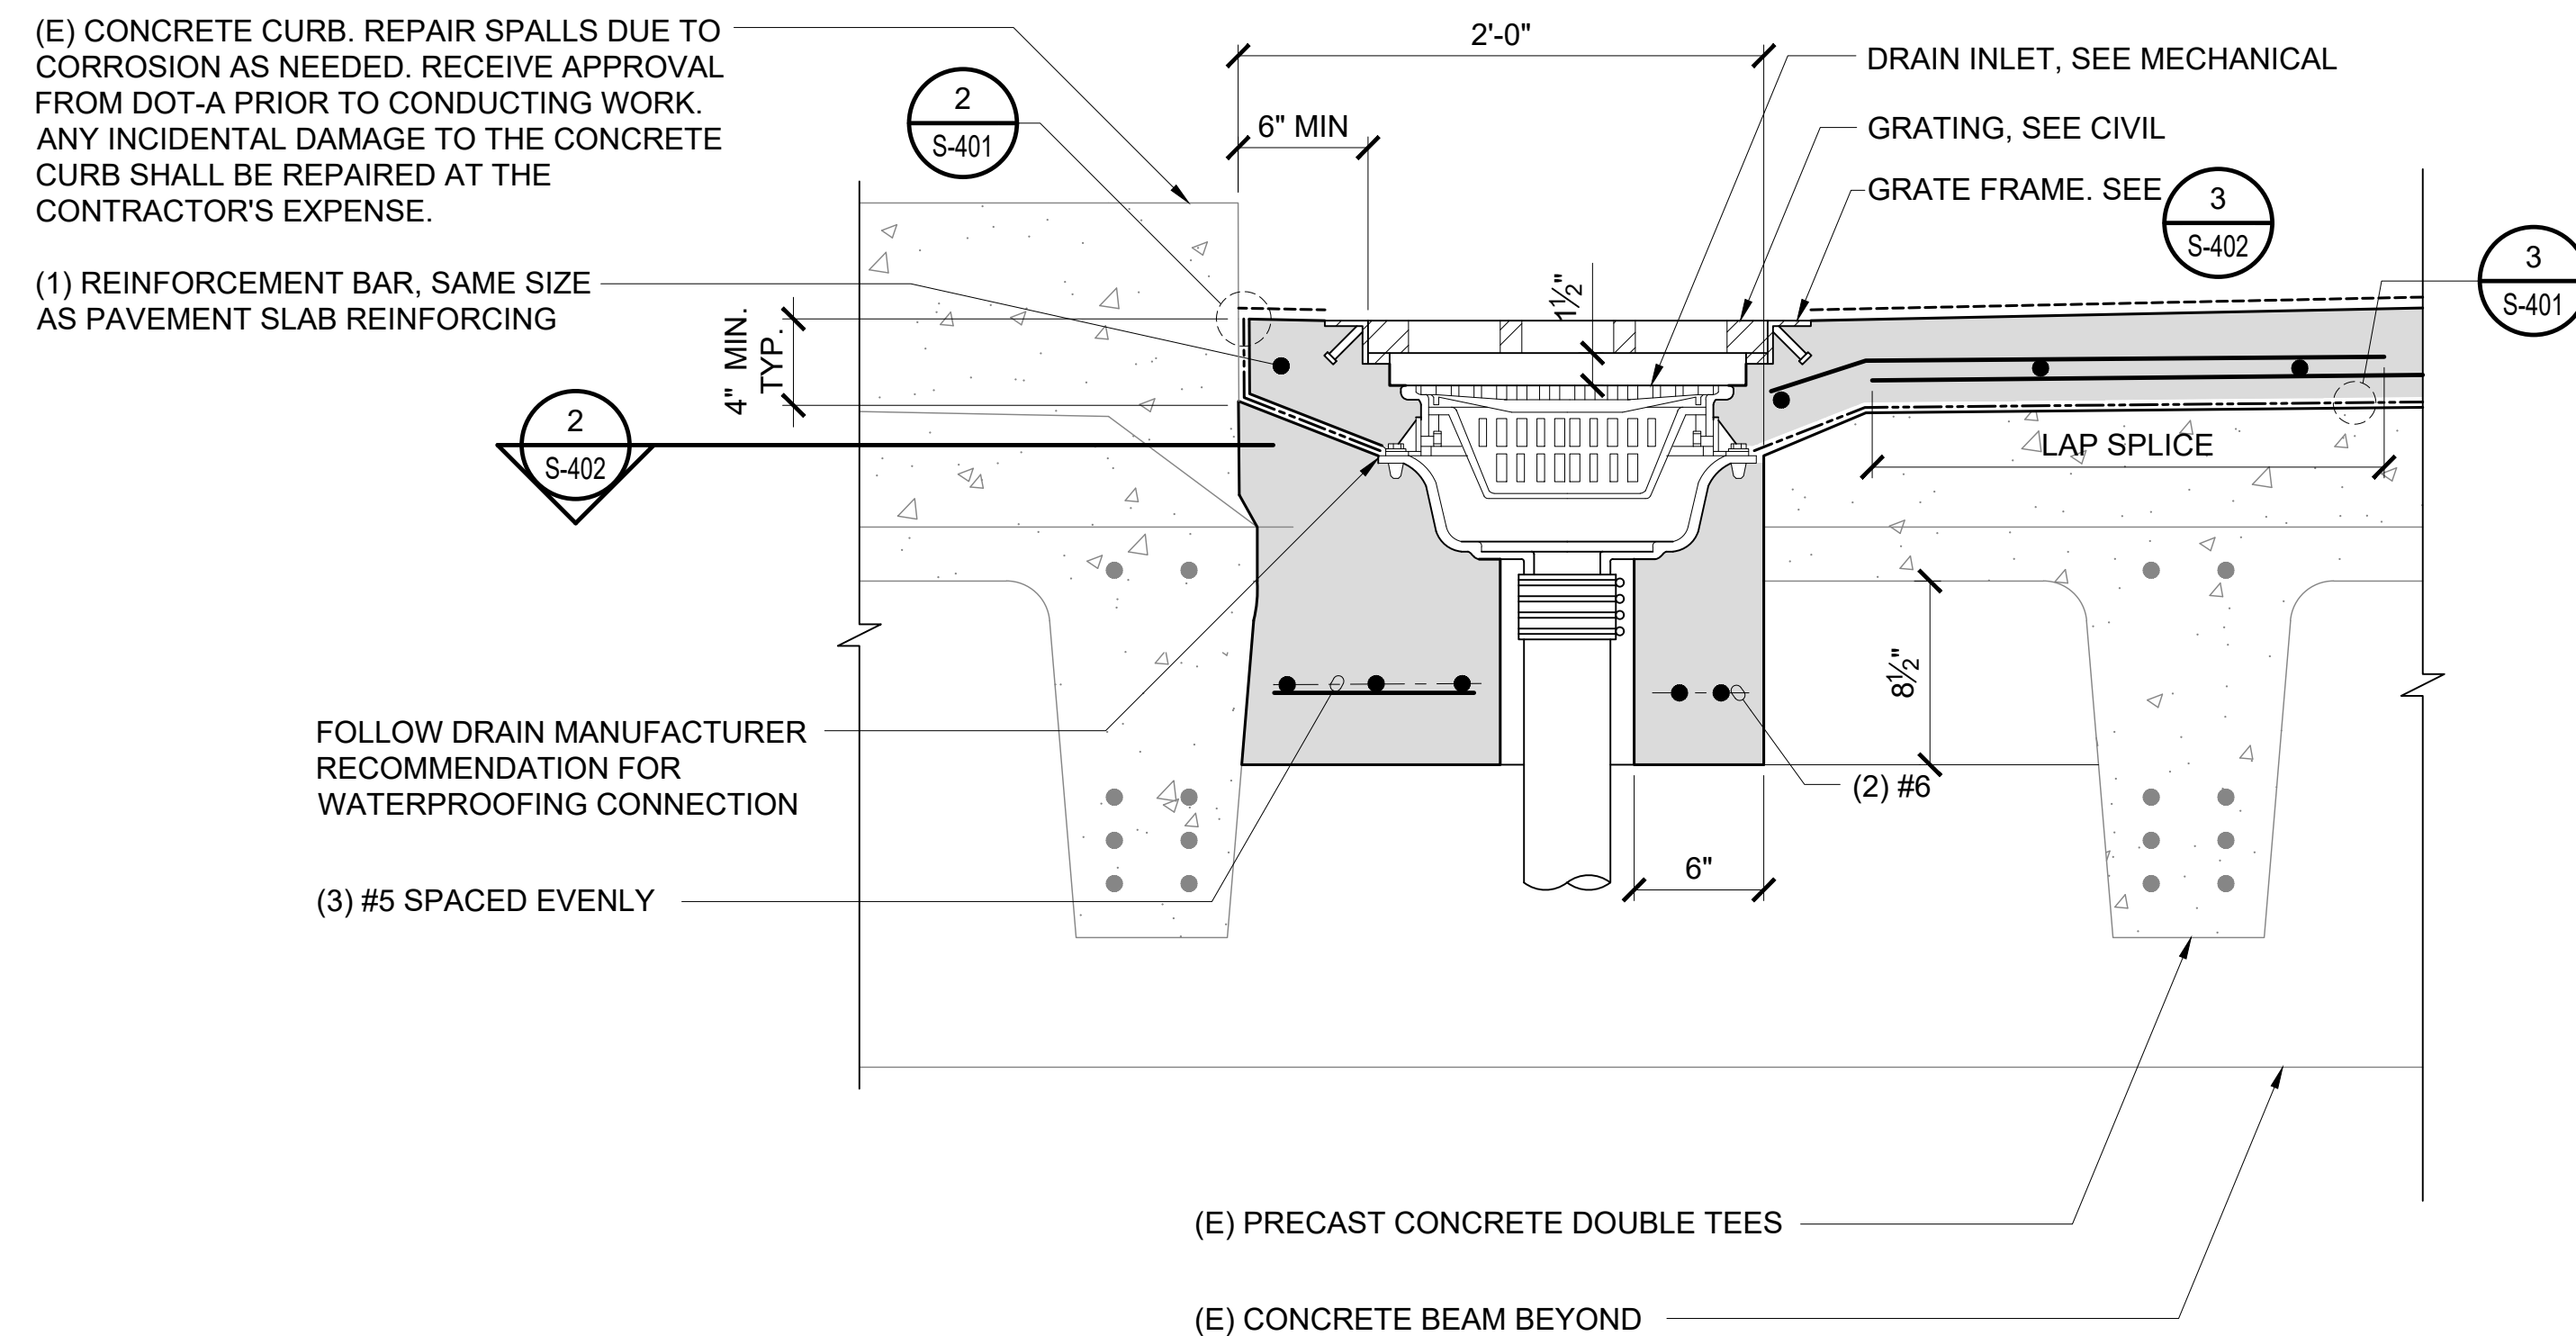 (E) CONCRETE CURB. REPAIR SPALLS DUE TO
CORROSION AS NEEDED. RECEIVE APPROVAL
FROM DOT-A PRIOR TO CONDUCTING WORK.
ANY INCIDENTAL DAMAGE TO THE CONCRETE
CURB SHALL BE REPAIRED AT THE
CONTRACTOR'S EXPENSE.
(1) REINFORCEMENT BAR, SAME SIZE
AS PAVEMENT SLAB REINFORCING
2
S-401
2'-0"
6" MIN
DRAIN INLET, SEE MECHANICAL
GRATING, SEE CIVIL
GRATE FRAME. SEE
3
S-402
3
S-401
1½"
4" MIN.
TYP.
2
S-402
LAP SPLICE
8½"
FOLLOW DRAIN MANUFACTURER
RECOMMENDATION FOR
WATERPROOFING CONNECTION
(2) #6
6"
(3) #5 SPACED EVENLY
(E) PRECAST CONCRETE DOUBLE TEES
(E) CONCRETE BEAM BEYOND